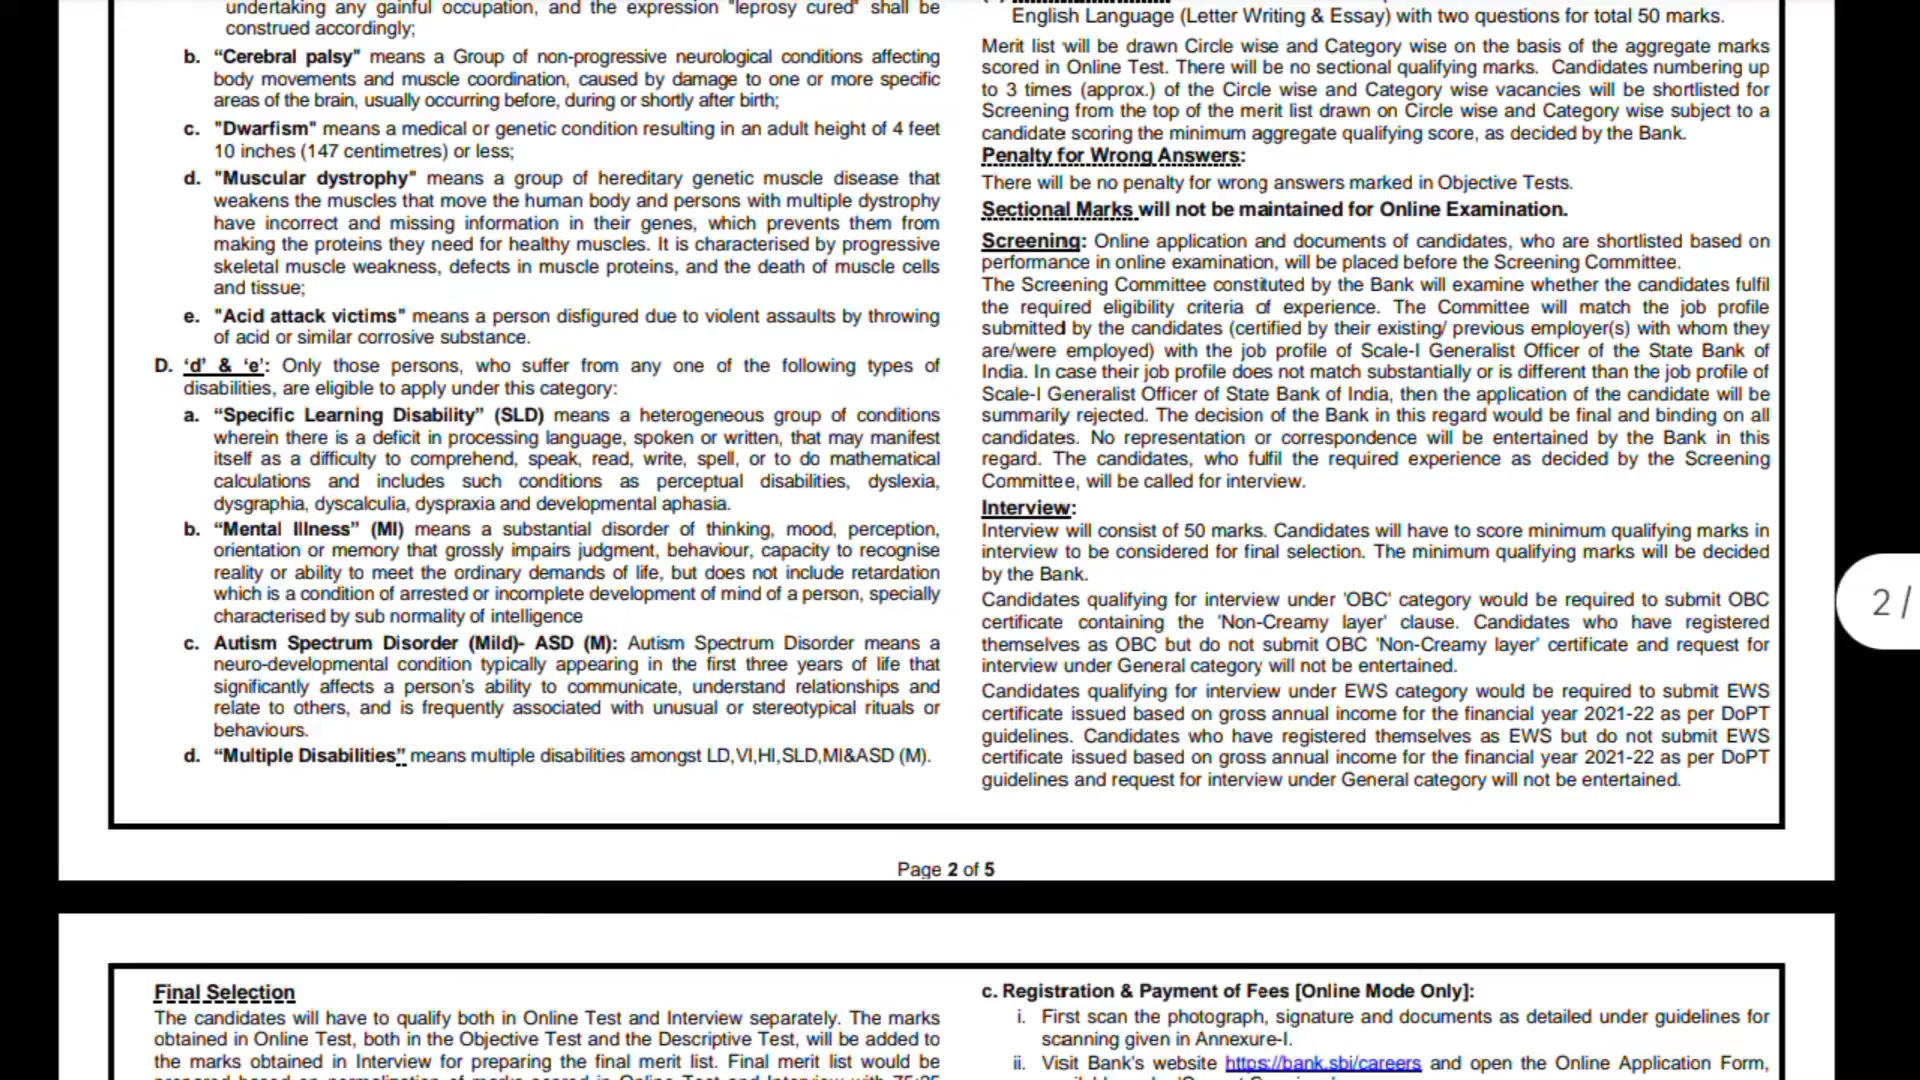 undertaking any gainful occupation, and the expression "leprosy cured" shall be
construed accordingly;
b. “Cerebral palsy" means a Group of non-progressive neurological conditions affecting
body movements and muscle coordination, caused by damage to one or more specific
areas of the brain, usually occurring before, during or shortly after birth;
c. "Dwarfism" means a medical or genetic condition resulting in an adult height of 4 feet
10 inches (147 centimetres) or less;
d. "Muscular dystrophy" means a group of hereditary genetic muscle disease that
weakens the muscles that move the human body and persons with multiple dystrophy
have incorrect and missing information in their genes, which prevents them from
making the proteins they need for healthy muscles. It is characterised by progressive
skeletal muscle weakness, defects in muscle proteins, and the death of muscle cells
and tissue;
e. "Acid attack victims" means a person disfigured due to violent assaults by throwing
of acid or similar corrosive substance.
D. ‘d’ & ‘e’: Only those persons, who suffer from any one of the following types of
disabilities, are eligible to apply under this category:
a. “Specific Learning Disability” (SLD) means a heterogeneous group of conditions
wherein there is a deficit in processing language, spoken or written, that may manifest
itself as a difficulty to comprehend, speak, read, write, spell, or to do mathematical
calculations and includes such conditions as perceptual disabilities, dyslexia,
dysgraphia, dyscalculia, dyspraxia and developmental aphasia.
b. “Mental Illness” (MI) means a substantial disorder of thinking, mood, perception,
orientation or memory that grossly impairs judgment, behaviour, capacity to recognise
reality or ability to meet the ordinary demands of life, but does not include retardation
which is a condition of arrested or incomplete development of mind of a person, specially
characterised by sub normality of intelligence
c. Autism Spectrum Disorder (Mild)- ASD (M): Autism Spectrum Disorder means a
neuro-developmental condition typically appearing in the first three years of life that
significantly affects a person’s ability to communicate, understand relationships and
relate to others, and is frequently associated with unusual or stereotypical rituals or
behaviours.
d. “Multiple Disabilities” means multiple disabilities amongst LD,VI,HI,SLD,MI&ASD (M).
English Language (Letter Writing & Essay) with two questions for total 50 marks.
Merit list will be drawn Circle wise and Category wise on the basis of the aggregate marks
scored in Online Test. There will be no sectional qualifying marks. Candidates numbering up
to 3 times (approx.) of the Circle wise and Category wise vacancies will be shortlisted for
Screening from the top of the merit list drawn on Circle wise and Category wise subject to a
candidate scoring the minimum aggregate qualifying score, as decided by the Bank.
Penalty for Wrong Answers:
There will be no penalty for wrong answers marked in Objective Tests.
Sectional Marks will not be maintained for Online Examination.
Screening: Online application and documents of candidates, who are shortlisted based on
performance in online examination, will be placed before the Screening Committee.
The Screening Committee constituted by the Bank will examine whether the candidates fulfil
the required eligibility criteria of experience. The Committee will match the job profile
submitted by the candidates (certified by their existing/ previous employer(s) with whom they
are/were employed) with the job profile of Scale-I Generalist Officer of the State Bank of
India. In case their job profile does not match substantially or is different than the job profile of
Scale-I Generalist Officer of State Bank of India, then the application of the candidate will be
summarily rejected. The decision of the Bank in this regard would be final and binding on all
candidates. No representation or correspondence will be entertained by the Bank in this
regard. The candidates, who fulfil the required experience as decided by the Screening
Committee, will be called for interview.
Interview:
Interview will consist of 50 marks. Candidates will have to score minimum qualifying marks in
interview to be considered for final selection. The minimum qualifying marks will be decided
by the Bank.
Candidates qualifying for interview under 'OBC' category would be required to submit OBC
certificate containing the 'Non-Creamy layer' clause. Candidates who have registered
themselves as OBC but do not submit OBC 'Non-Creamy layer' certificate and request for
interview under General category will not be entertained.
Candidates qualifying for interview under EWS category would be required to submit EWS
certificate issued based on gross annual income for the financial year 2021-22 as per DoPT
guidelines. Candidates who have registered themselves as EWS but do not submit EWS
certificate issued based on gross annual income for the financial year 2021-22 as per DoPT
guidelines and request for interview under General category will not be entertained.
2 /
Page 2 of 5
Final Selection
The candidates will have to qualify both in Online Test and Interview separately. The marks
obtained in Online Test, both in the Objective Test and the Descriptive Test, will be added to
the marks obtained in Interview for preparing the final merit list. Final merit list would be
c. Registration & Payment of Fees [Online Mode Only]:
i. First scan the photograph, signature and documents as detailed under guidelines for
scanning given in Annexure-I.
ii. Visit Bank's website https://bank.sbi/careers and open the Online Application Form,